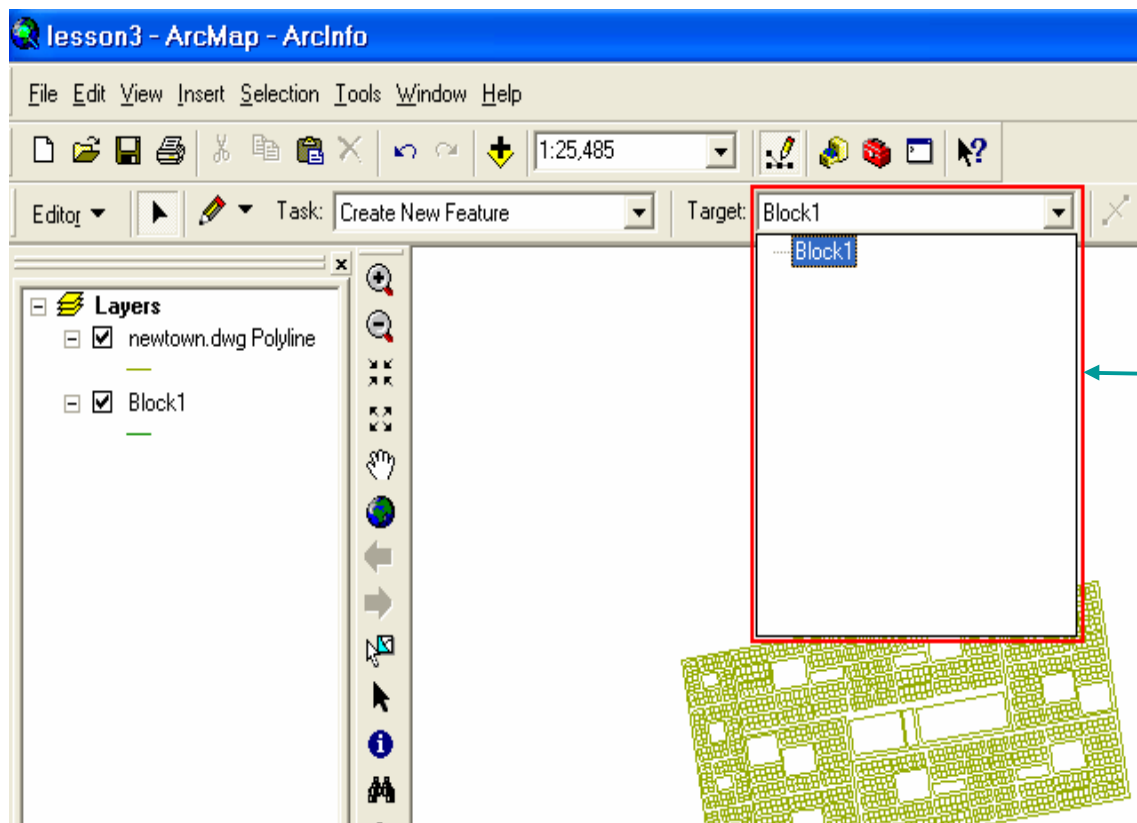 lesson3 - ArcMap - ArcInfo
File Edit View Insert Selection Tools Window Help
1:25,485
Editor Task: Create New Feature Target: Block1
Block1
Layers
newtown.dwg Polyline
Block1